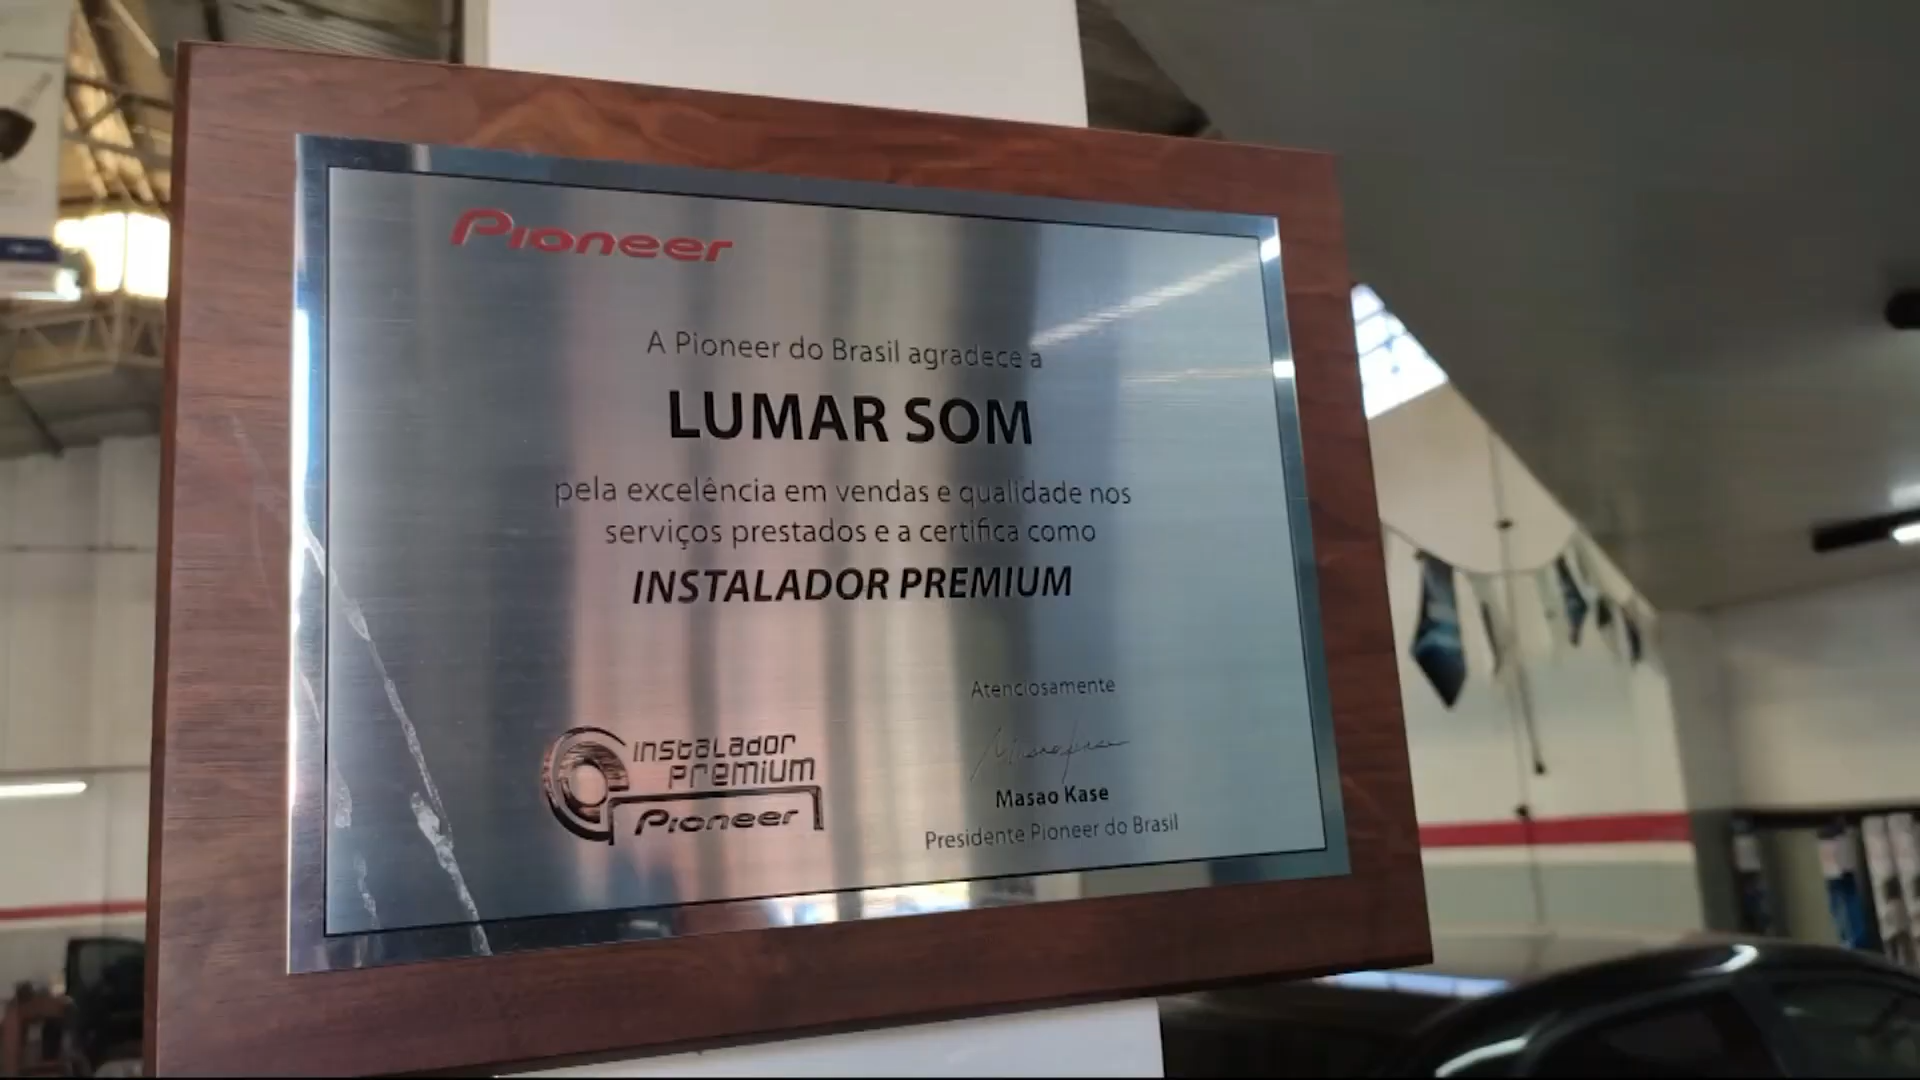 Pioneer
A Pioneer do Brasil agradece a
LUMAR SOM
pela excelência em vendas e qualidade nos
serviços prestados e a certifica como
INSTALADOR PREMIUM
Atenciosamente
Masao Kase
Presidente Pioneer do Brasil
instalador
premium
Pioneer